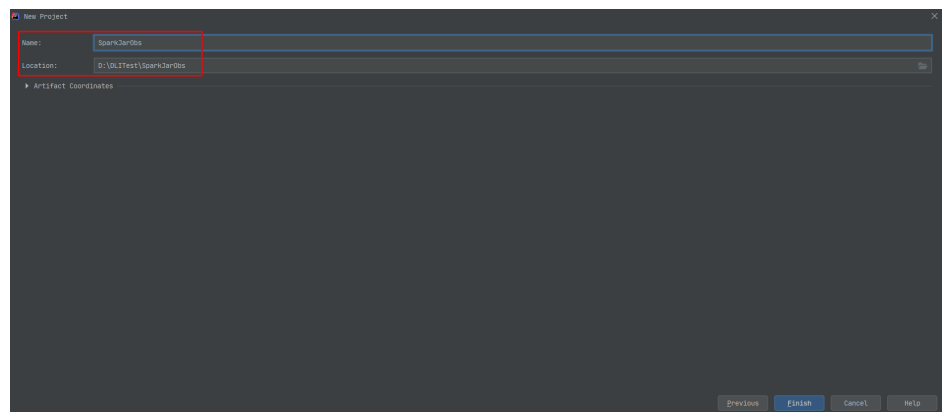 New Project
Name: SparkJarObs
Location: D:\DLITest\SparkJarObs
Artifact Coordinates
Previous Finish Cancel Help